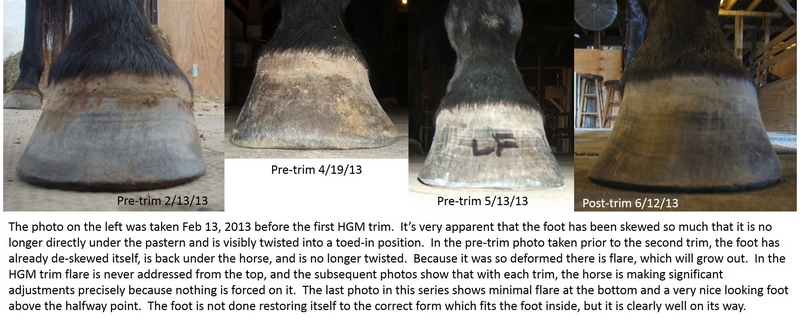 LF
Pre-trim 2/13/13
Pre-trim 4/19/13
Pre-trim 5/13/13
Post-trim 6/12/13
The photo on the left was taken Feb 13, 2013 before the first HGM trim.  It's very apparent that the foot has been skewed so much that it is no
longer directly under the pastern and is visibly twisted into a toed-in position.  In the pre-trim photo taken prior to the second trim, the foot has
already de-skewed itself, is back under the horse, and is no longer twisted.  Because it was so deformed there is flare, which will grow out.  In the
HGM trim flare is never addressed from the top, and the subsequent photos show that with each trim, the horse is making significant
adjustments precisely because nothing is forced on it.  The last photo in this series shows minimal flare at the bottom and a very nice looking foot
above the halfway point.  The foot is not done restoring itself to the correct form which fits the foot inside, but it is clearly well on its way.